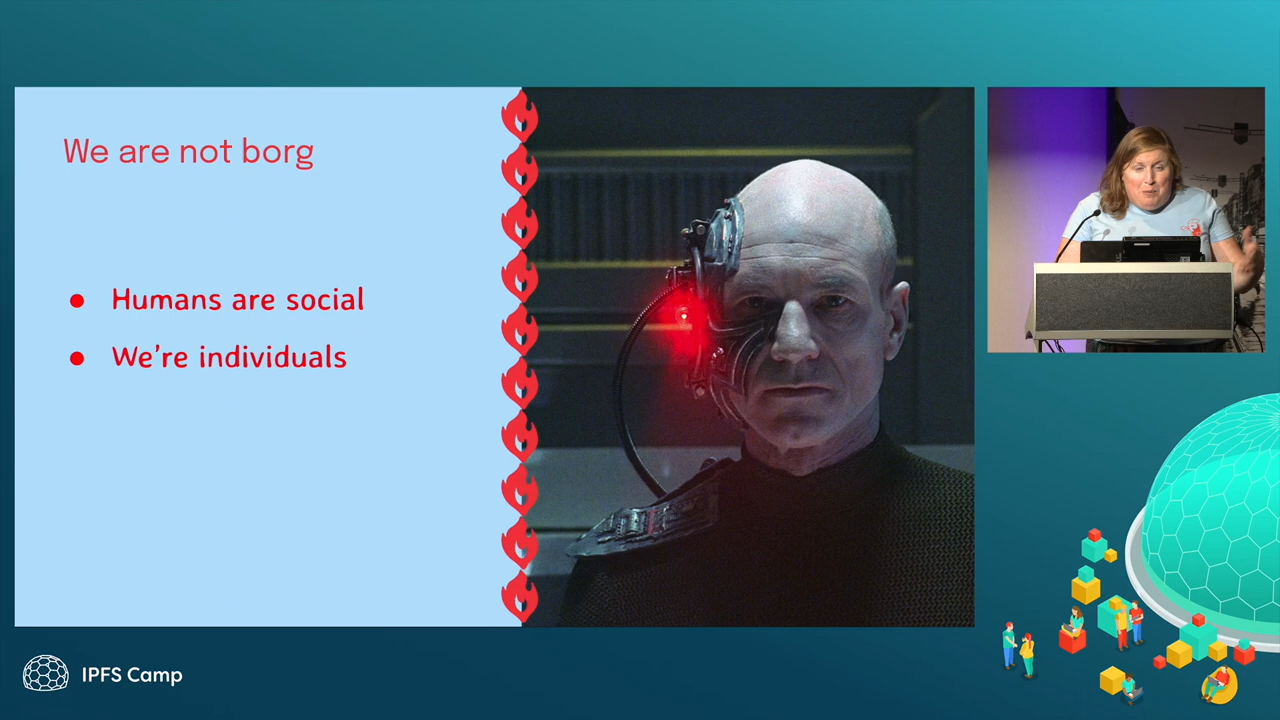 We are not borg
● Humans are social
● We're individuals
IPFS Camp